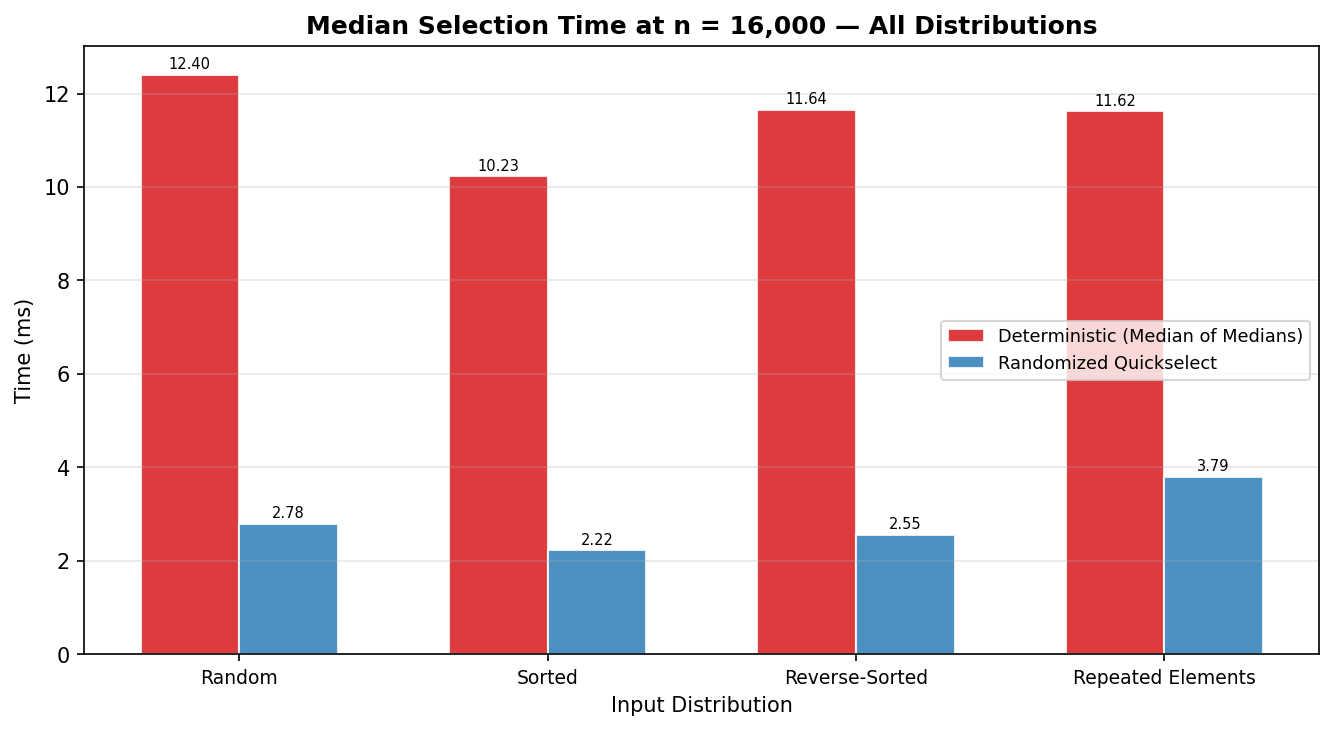 Median Selection Time at n = 16,000 — All Distributions
Time (ms)
12
10
8
6
4
2
0
12.40
2.78
10.23
2.22
11.64
2.55
11.62
3.79
Deterministic (Median of Medians)
Randomized Quickselect
Random
Sorted
Reverse-Sorted
Repeated Elements
Input Distribution